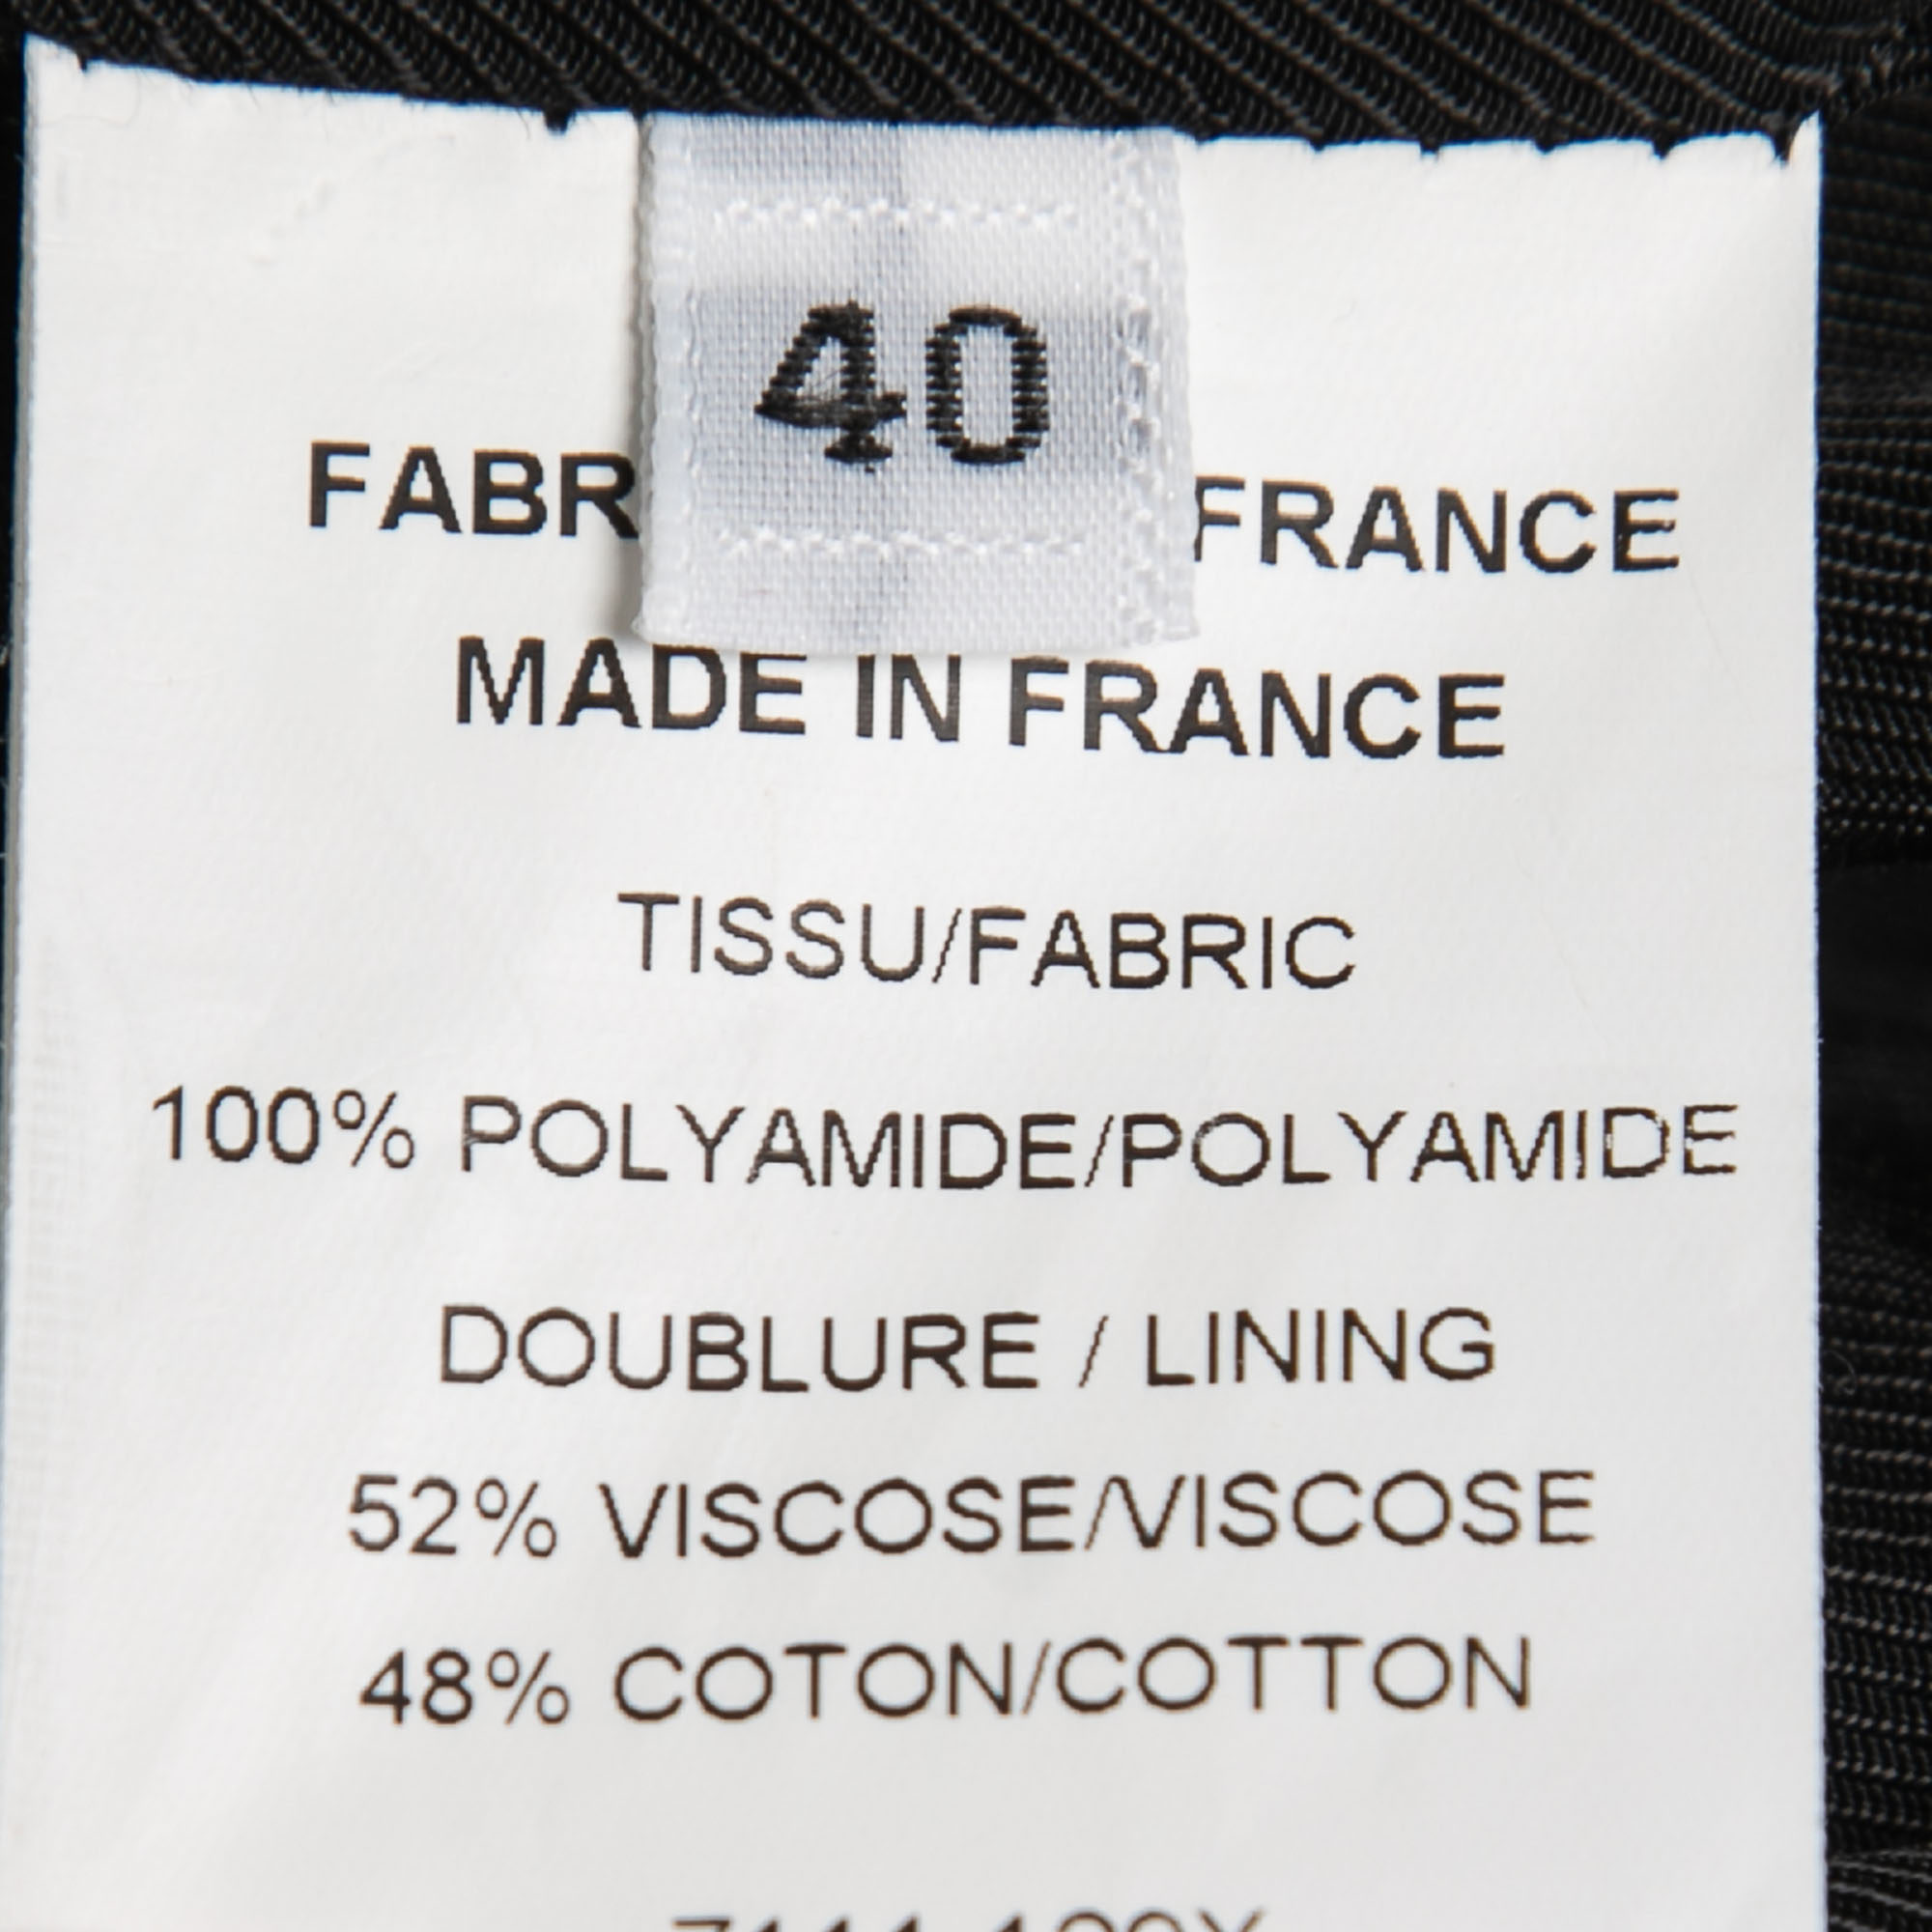 40
FABR FRANCE
MADE IN FRANCE
TISSU/FABRIC
100% POLYAMIDE/POLYAMIDE
DOUBLURE / LINING
52% VISCOSE/VISCOSE
48% COTON/COTTON